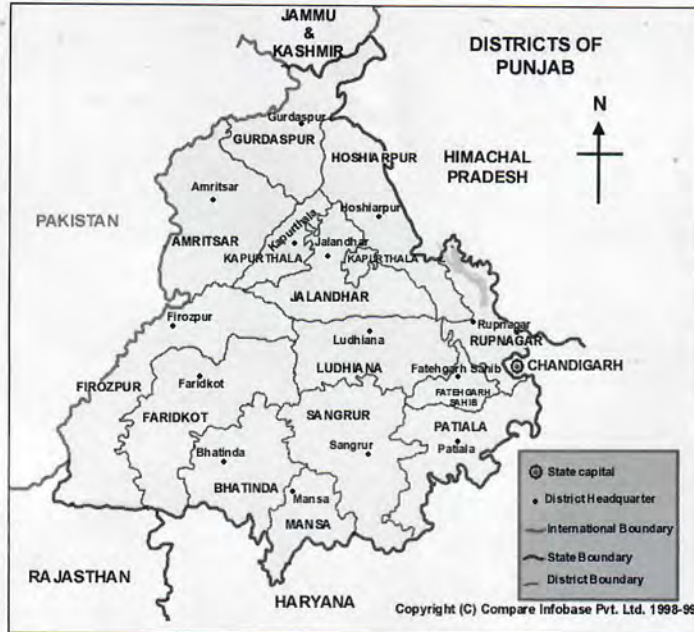 JAMMU
&
KASHMIR
DISTRICTS OF
PUNJAB
N
Gurdaspur
GURDASPUR
HOSHIARPUR
HIMACHAL
PRADESH
Amritsar
Hoshiarpur
PAKISTAN
Kapurthala
AMRITSAR
Jalandhar
KAPURTHALA
KAPURTHALA
JALANDHAR
Firozpur
Rupnagar
Ludhiana
RUPNAGAR
LUDHIANA
Fatehgarh Sahib
CHANDIGARH
FIROZPUR
Faridkot
FATEHGARH
SAHIB
FARIDKOT
SANGRUR
PATIALA
Bhatinda
Sangrur
Patiala
BHATINDA
Mansa
MANSA
State capital
District Headquarter
International Boundary
State Boundary
District Boundary
RAJASTHAN
HARYANA
Copyright (C) Compare Infobase Pvt. Ltd. 1998-99